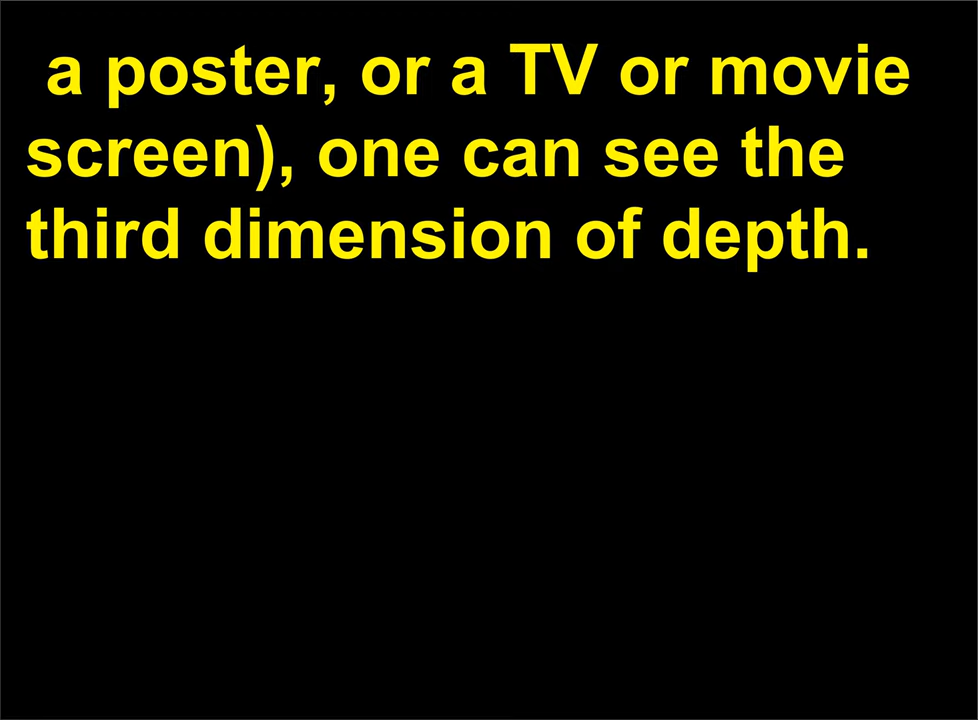 a poster, or a TV or movie
screen), one can see the
third dimension of depth.